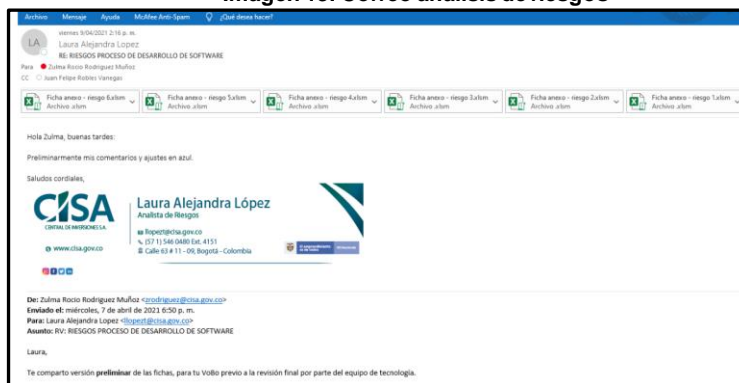 Imagen 10: Correo análisis de riesgos
Archivo Mensaje Ayuda McAfee Anti-Spam ¿Qué desea hacer?
viernes 9/04/2021 2:16 p. m.
LA
Laura Alejandra Lopez
RE: RIESGOS PROCESO DE DESARROLLO DE SOFTWARE
Para Zulma Rocio Rodriguez Muñoz
CC Juan Felipe Robles Vanegas
Ficha anexo - riesgo 6.xlsm Ficha anexo - riesgo 5.xlsm Ficha anexo - riesgo 4.xlsm Ficha anexo - riesgo 3.xlsm Ficha anexo - riesgo 2.xlsm Ficha anexo - riesgo 1.xlsm
Archivo .xlsm Archivo .xlsm Archivo .xlsm Archivo .xlsm Archivo .xlsm Archivo .xlsm
Hola Zulma, buenas tardes:
Preliminarmente mis comentarios y ajustes en azul.
Saludos cordiales,
CISA
CENTRAL DE INVERSIONES S.A.
www.cisa.gov.co
Laura Alejandra López
Analista de Riesgos
llopezt@cisa.gov.co
(57 1) 546 0480 Ext. 4151
Calle 63 # 11 - 09, Bogotá - Colombia
De: Zulma Rocio Rodriguez Muñoz <zrodriguez@cisa.gov.co>
Enviado el: miércoles, 7 de abril de 2021 6:50 p. m.
Para: Laura Alejandra Lopez <llopezt@cisa.gov.co>
Asunto: RV: RIESGOS PROCESO DE DESARROLLO DE SOFTWARE
Laura,
Te comparto versión preliminar de las fichas, para tu VoBo previo a la revisión final por parte del equipo de tecnología.